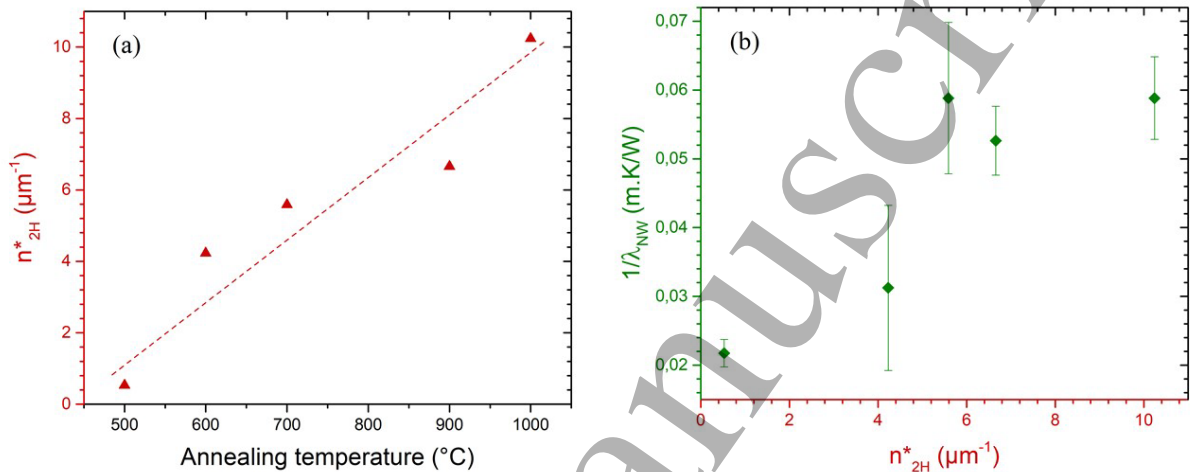 (a)
10
8
6
4
2
0
n*2H (µm-1)
500 600 700 800 900 1000
Annealing temperature (°C)
(b)
0,07
0,06
0,05
0,04
0,03
0,02
1/λNW (m.K/W)
0 2 4 6 8 10
n*2H (µm-1)